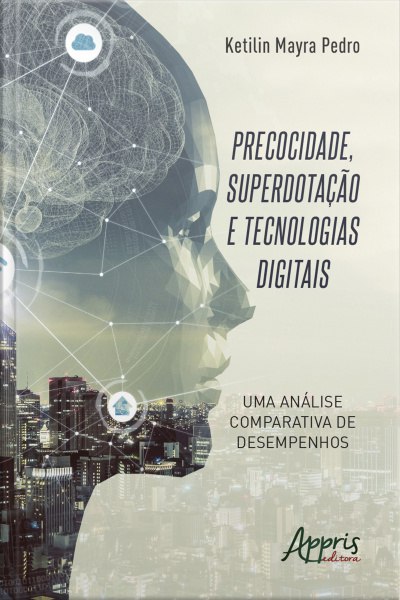 Ketilin Mayra Pedro
PRECOCIDADE,
SUPERDOTAÇÃO
E TECNOLOGIAS
DIGITAIS
UMA ANÁLISE
COMPARATIVA DE
DESEMPENHOS
Appris
editora